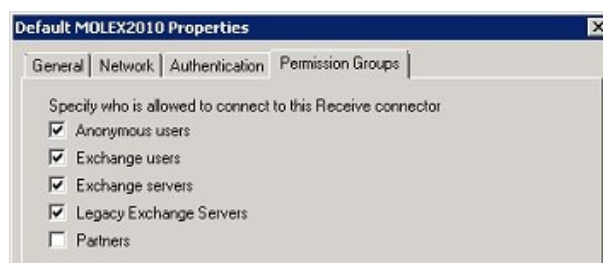 Default MOLEX2010 Properties
General Network Authentication Permission Groups
Specify who is allowed to connect to this Receive connector
Anonymous users
Exchange users
Exchange servers
Legacy Exchange Servers
Partners